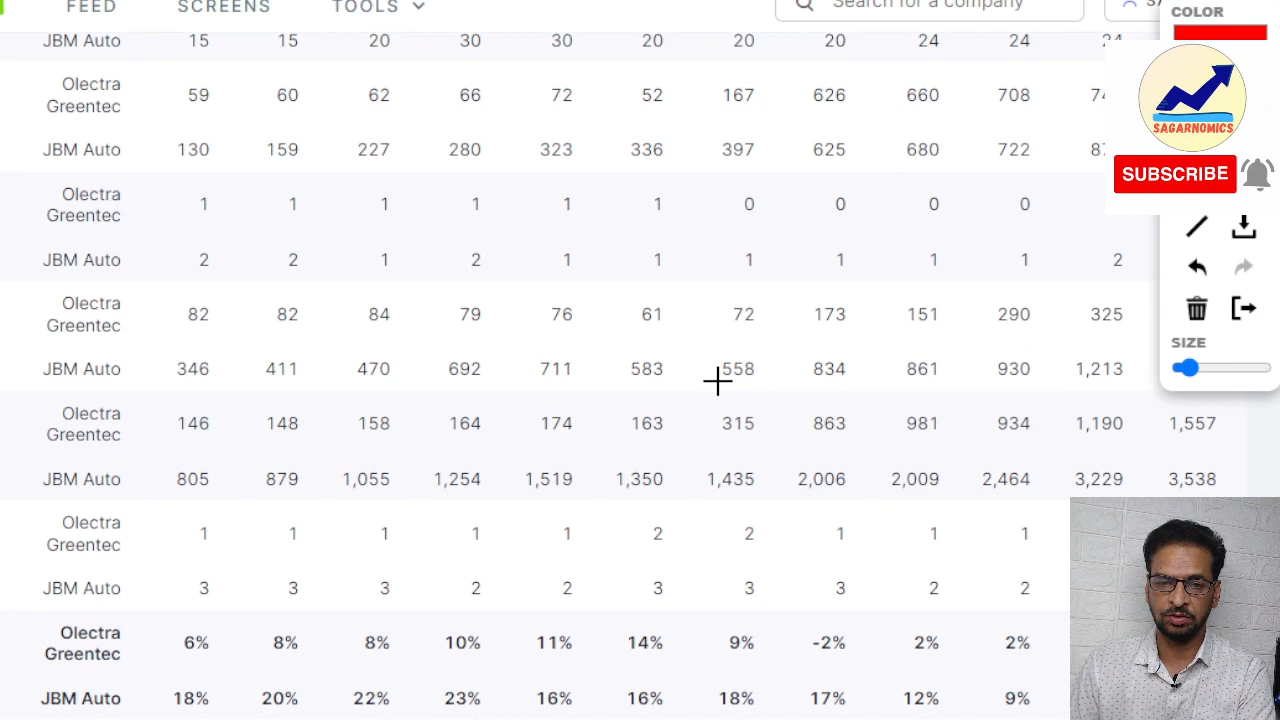 FEED SCREENS TOOLS Search for a company
COLOR
JBM Auto 15 15 20 30 30 20 20 20 24 24 24
Olectra
Greentec 59 60 62 66 72 52 167 626 660 708
SAGARNOMICS
JBM Auto 130 159 227 280 323 336 397 625 680 722
SUBSCRIBE
Olectra
Greentec 1 1 1 1 1 1 0 0 0 0
JBM Auto 2 2 1 2 1 1 1 1 1 1 2
Olectra
Greentec 82 82 84 79 76 61 72 173 151 290 325
SIZE
JBM Auto 346 411 470 692 711 583 558 834 861 930 1,213
Olectra
Greentec 146 148 158 164 174 163 315 863 981 934 1,190 1,557
JBM Auto 805 879 1,055 1,254 1,519 1,350 1,435 2,006 2,009 2,464 3,229 3,538
Olectra
Greentec 1 1 1 1 1 2 2 1 1 1
JBM Auto 3 3 3 2 2 3 3 3 2 2
Olectra
Greentec 6% 8% 8% 10% 11% 14% 9% -2% 2% 2%
JBM Auto 18% 20% 22% 23% 16% 16% 18% 17% 12% 9%